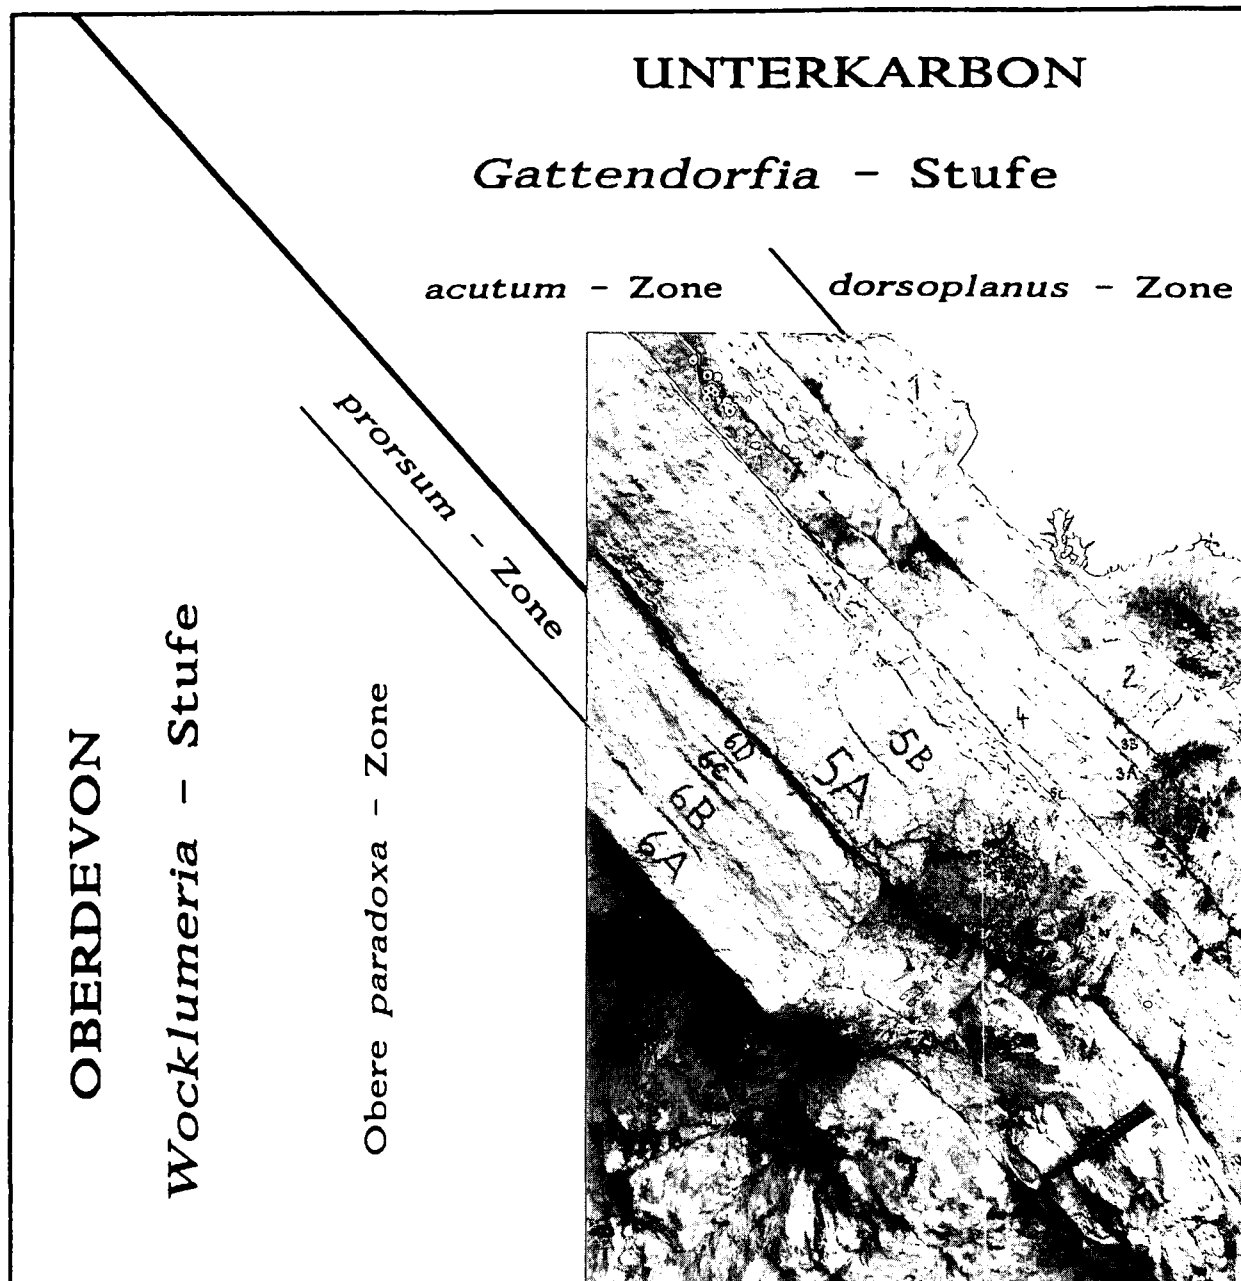 UNTERKARBON
Gattendorfia - Stufe
acutum - Zone
dorsoplanus - Zone
prorsum - Zone
OBERDEVON
Wocklumeria - Stufe
Obere paradoxa - Zone
1
2
3B
3A
4
5C
5B
5A
6D
6C
6B
6A